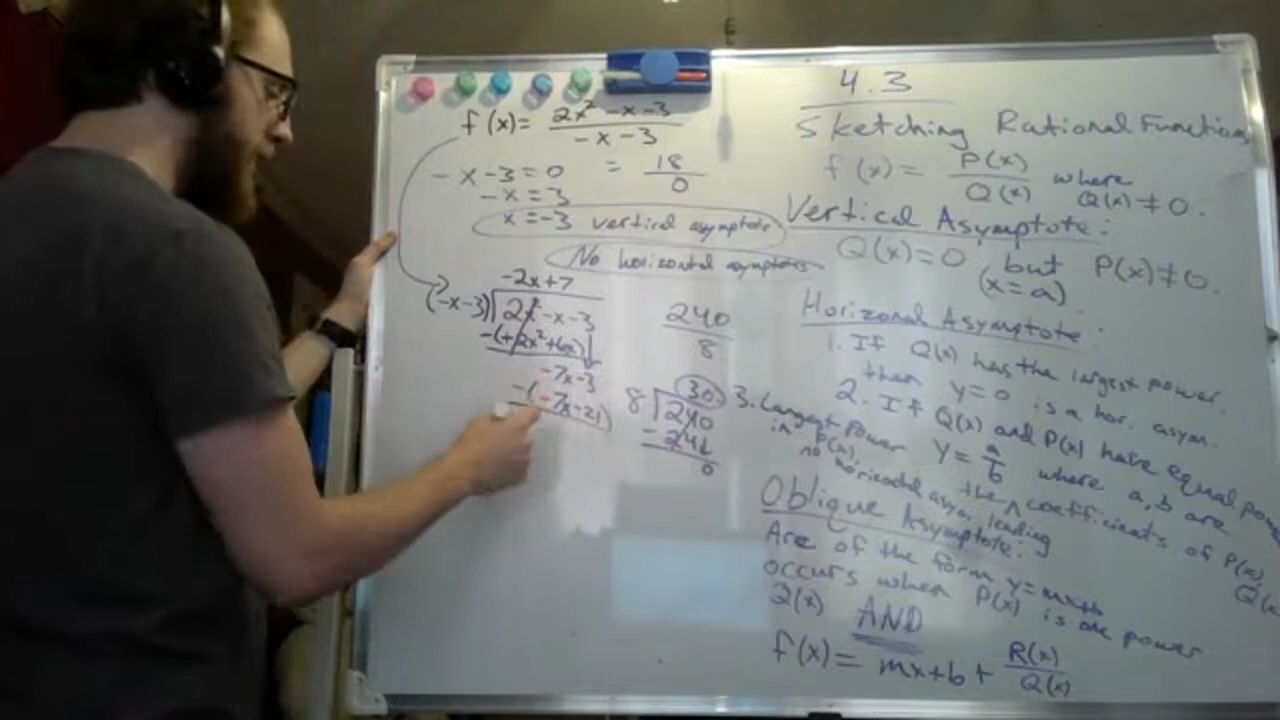 f(x) = 2x² - x - 3
- x - 3
- x - 3 = 0
= 18
0
- x = 3
x = -3 vertical asymptote
No horizontal asymptotes
-2x+7
(-x-3) 2x² - x - 3
-(+2x²+6x)
-7x-3
-(-7x-21)
240
8
30
8 240
- 24
0
4.3
Sketching Rational Functions
f(x) = P(x) where
Q(x) Q(x) ≠ 0.
Vertical Asymptote:
Q(x) = 0 but P(x) ≠ 0.
(x = a)
Horizonal Asymptote:
1. If Q(x) has the largest power.
then y = 0 is a hor. asym.
2. If Q(x) and P(x) have equal power
y = a/b where a, b are
the leading coefficients of P(x),
Q(x
3. Largest power
in P(x),
no horizontal asym.
Oblique Asymptote:
Are of the form y = mx+b
occurs when P(x) is one power
Q(x) AND
f(x) = mx+b + R(x)
Q(x)